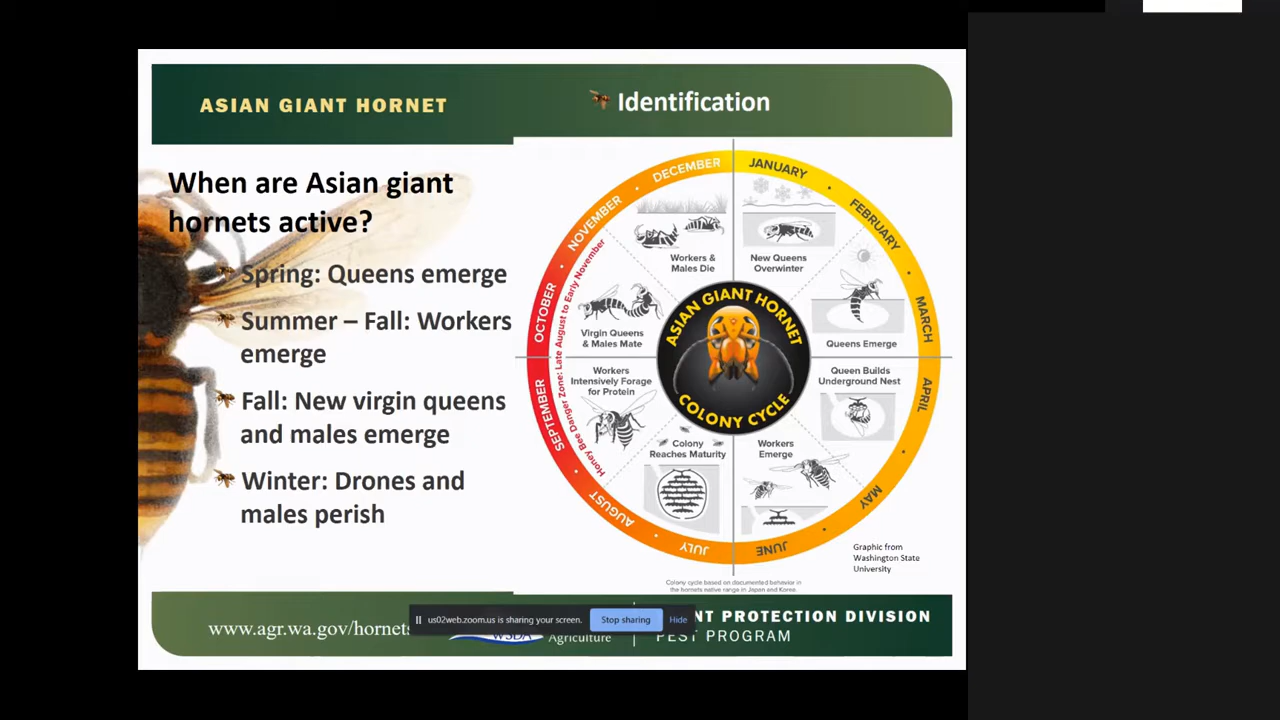 ASIAN GIANT HORNET
Identification
When are Asian giant
hornets active?
Spring: Queens emerge
Summer – Fall: Workers
emerge
Fall: New virgin queens
and males emerge
Winter: Drones and
males perish
JANUARY
FEBRUARY
MARCH
APRIL
MAY
JUNE
JULY
AUGUST
SEPTEMBER
OCTOBER
NOVEMBER
DECEMBER
Honey Bee Danger Zone: Late August to Early November
New Queens
Overwinter
Queens Emerge
Queen Builds
Underground Nest
Workers
Emerge
Colony
Reaches Maturity
Workers
Intensively Forage
for Protein
Virgin Queens
& Males Mate
Workers &
Males Die
ASIAN GIANT HORNET
COLONY CYCLE
Graphic from
Washington State
University
Colony cycle based on documented behavior in
the hornets native range in Japan and Korea.
www.agr.wa.gov/hornets
us02web.zoom.us is sharing your screen.
Stop sharing
Hide
WSDA
Agriculture
NT PROTECTION DIVISION
PEST PROGRAM